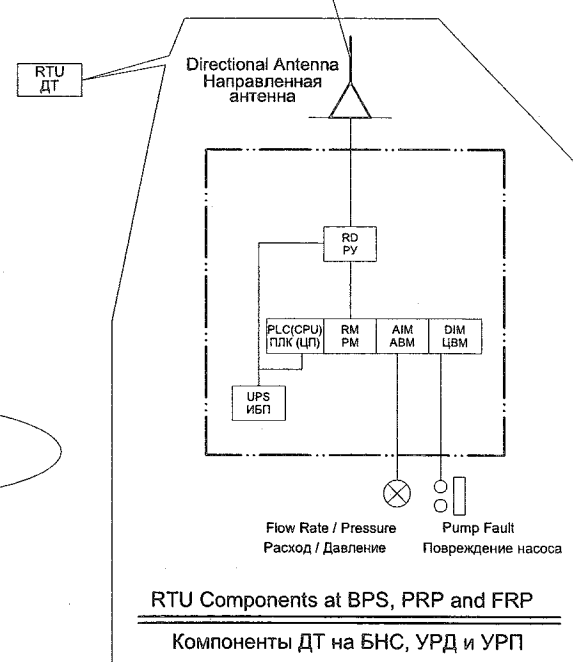 RTU
ДТ
Directional Antenna
Направленная
антенна
RD
РУ
PLC(CPU)
ПЛК (ЦП)
RM
РМ
AIM
АВМ
DIM
ЦВМ
UPS
ИБП
Flow Rate / Pressure
Расход / Давление
Pump Fault
Повреждение насоса
RTU Components at BPS, PRP and FRP
Компоненты ДТ на БНС, УРД и УРП